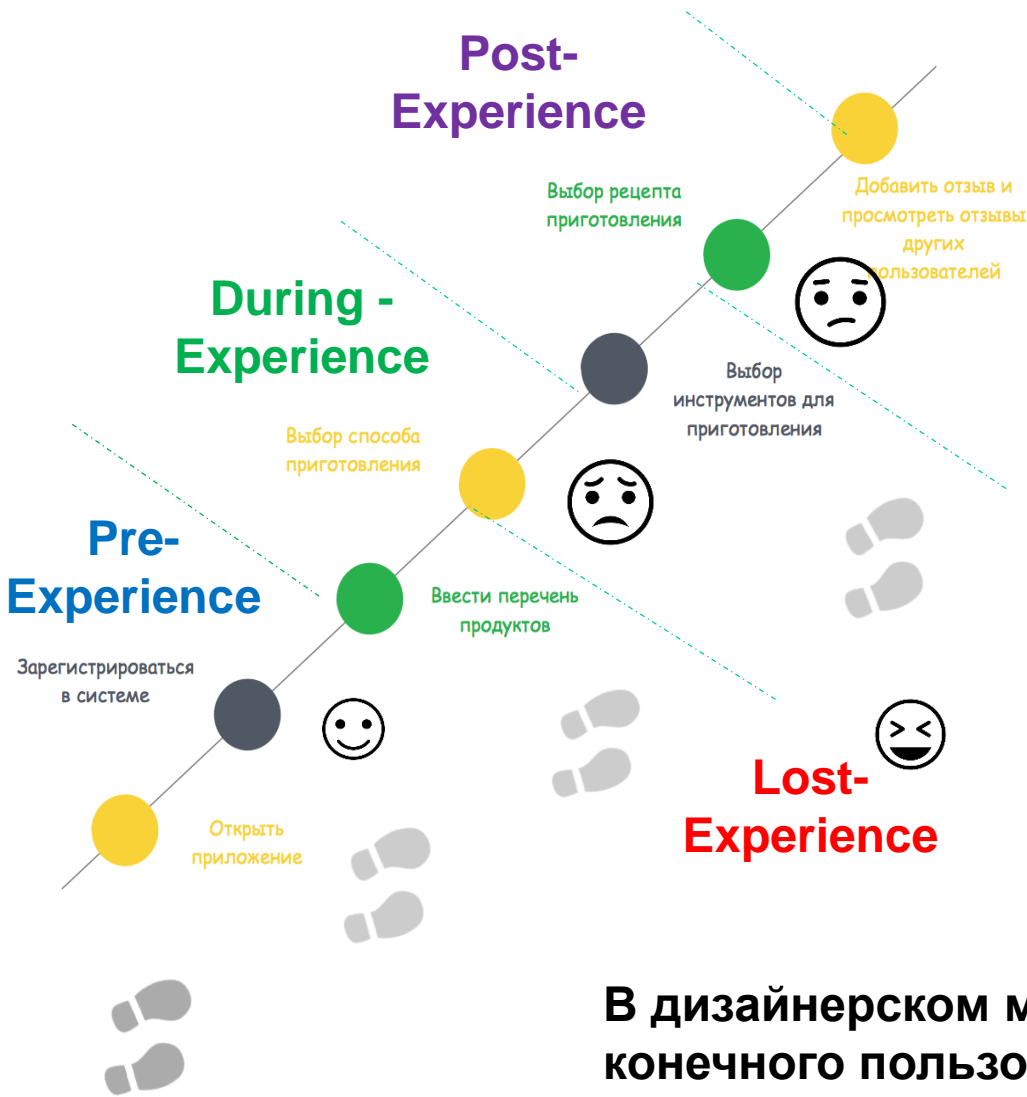 Post-
Experience
Добавить отзыв и
просмотреть отзывы
других
пользователей
Выбор рецепта
приготовления
During -
Experience
Выбор
инструментов для
приготовления
Выбор способа
приготовления
Pre-
Experience
Ввести перечень
продуктов
Зарегистрироваться
в системе
Lost-
Experience
Открыть
приложение
В дизайнерском
конечного